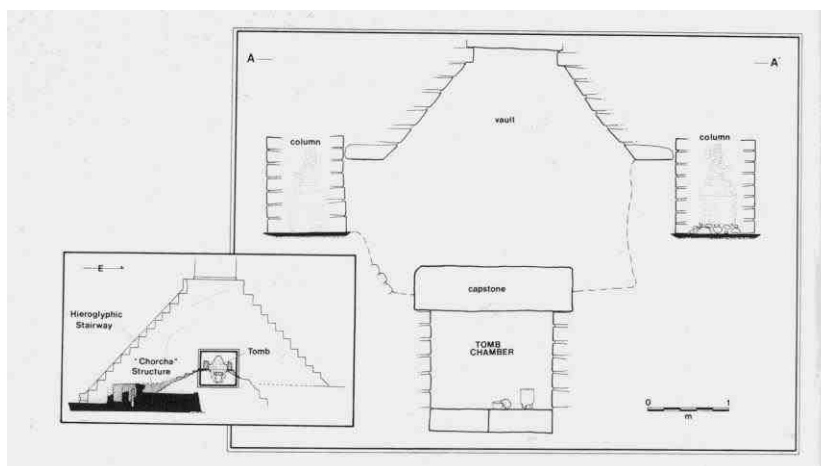 A
A'
vault
column
column
capstone
TOMB
CHAMBER
0
1
m
E
Hieroglyphic
Stairway
"Chorcha"
Structure
Tomb